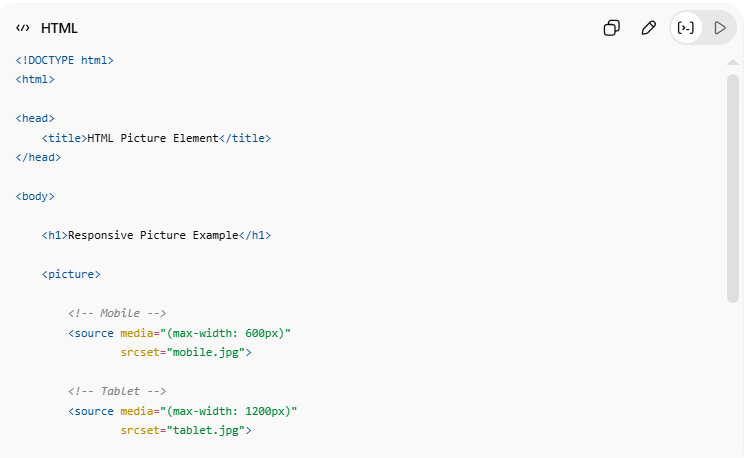 HTML
<!DOCTYPE html>
<html>
<head>
<title>HTML Picture Element</title>
</head>
<body>
<h1>Responsive Picture Example</h1>
<picture>
<!-- Mobile -->
<source media="(max-width: 600px)"
srcset="mobile.jpg">
<!-- Tablet -->
<source media="(max-width: 1200px)"
srcset="tablet.jpg">